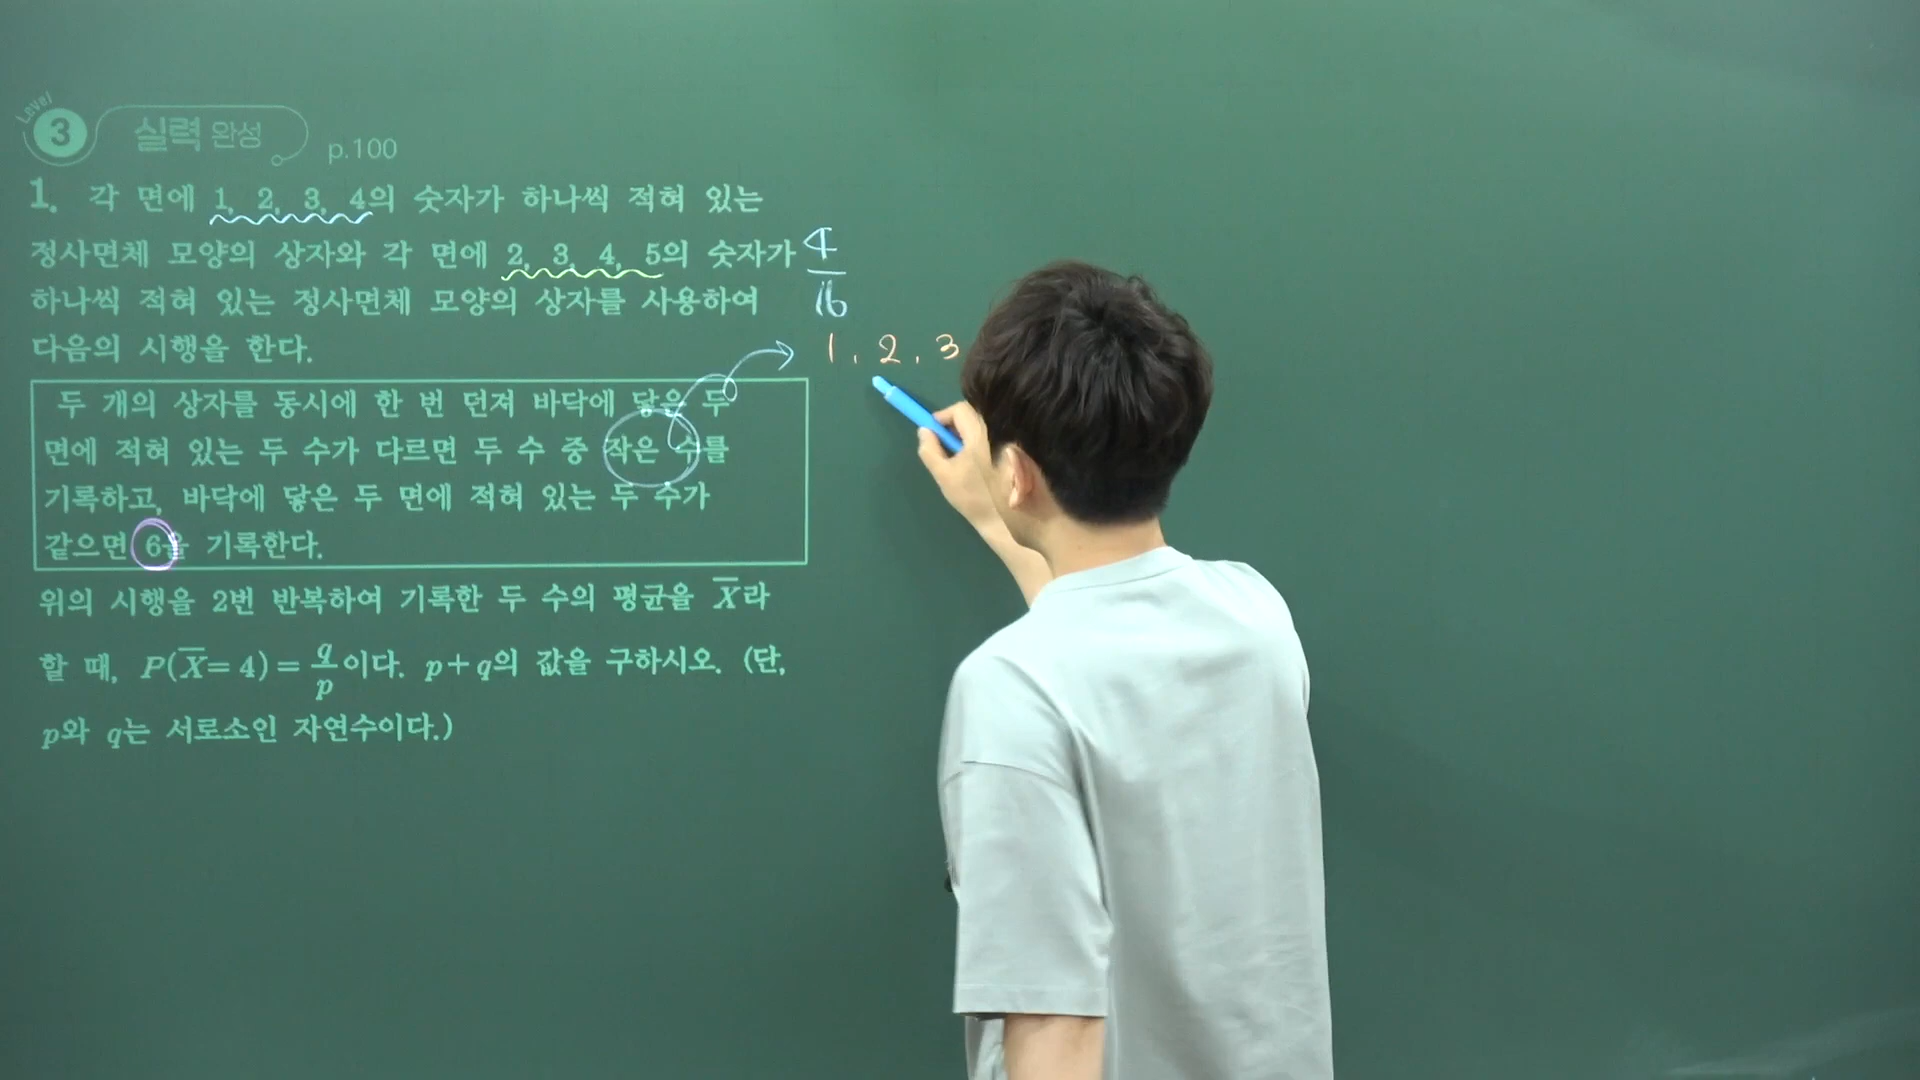 Level
3 실력 완성
p.100
1. 각 면에 1, 2, 3, 4의 숫자가 하나씩 적혀 있는
정사면체 모양의 상자와 각 면에 2, 3, 4, 5의 숫자가
하나씩 적혀 있는 정사면체 모양의 상자를 사용하여
다음의 시행을 한다.
두 개의 상자를 동시에 한 번 던져 바닥에 닿은 두
면에 적혀 있는 두 수가 다르면 두 수 중 작은 수를
기록하고, 바닥에 닿은 두 면에 적혀 있는 두 수가
같으면 6을 기록한다.
위의 시행을 2번 반복하여 기록한 두 수의 평균을 X̄라
할 때, P(X̄=4)=q/p이다. p+q의 값을 구하시오. (단,
p와 q는 서로소인 자연수이다.)
4/16
1, 2, 3